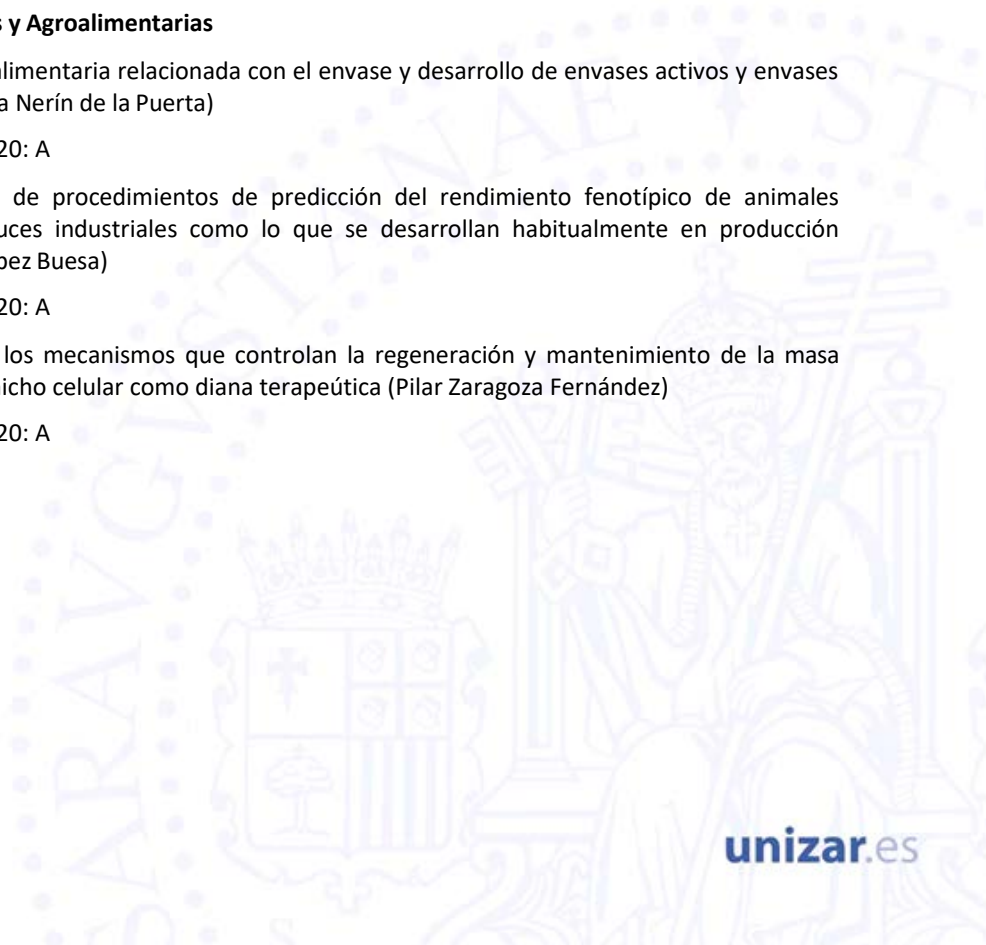 s y Agroalimentarias
alimentaria relacionada con el envase y desarrollo de envases activos y envases
a Nerín de la Puerta)
20: A
de procedimientos de predicción del rendimiento fenotípico de animales
uces industriales como lo que se desarrollan habitualmente en producción
pez Buesa)
20: A
los mecanismos que controlan la regeneración y mantenimiento de la masa
nicho celular como diana terapeútica (Pilar Zaragoza Fernández)
20: A
unizar.es